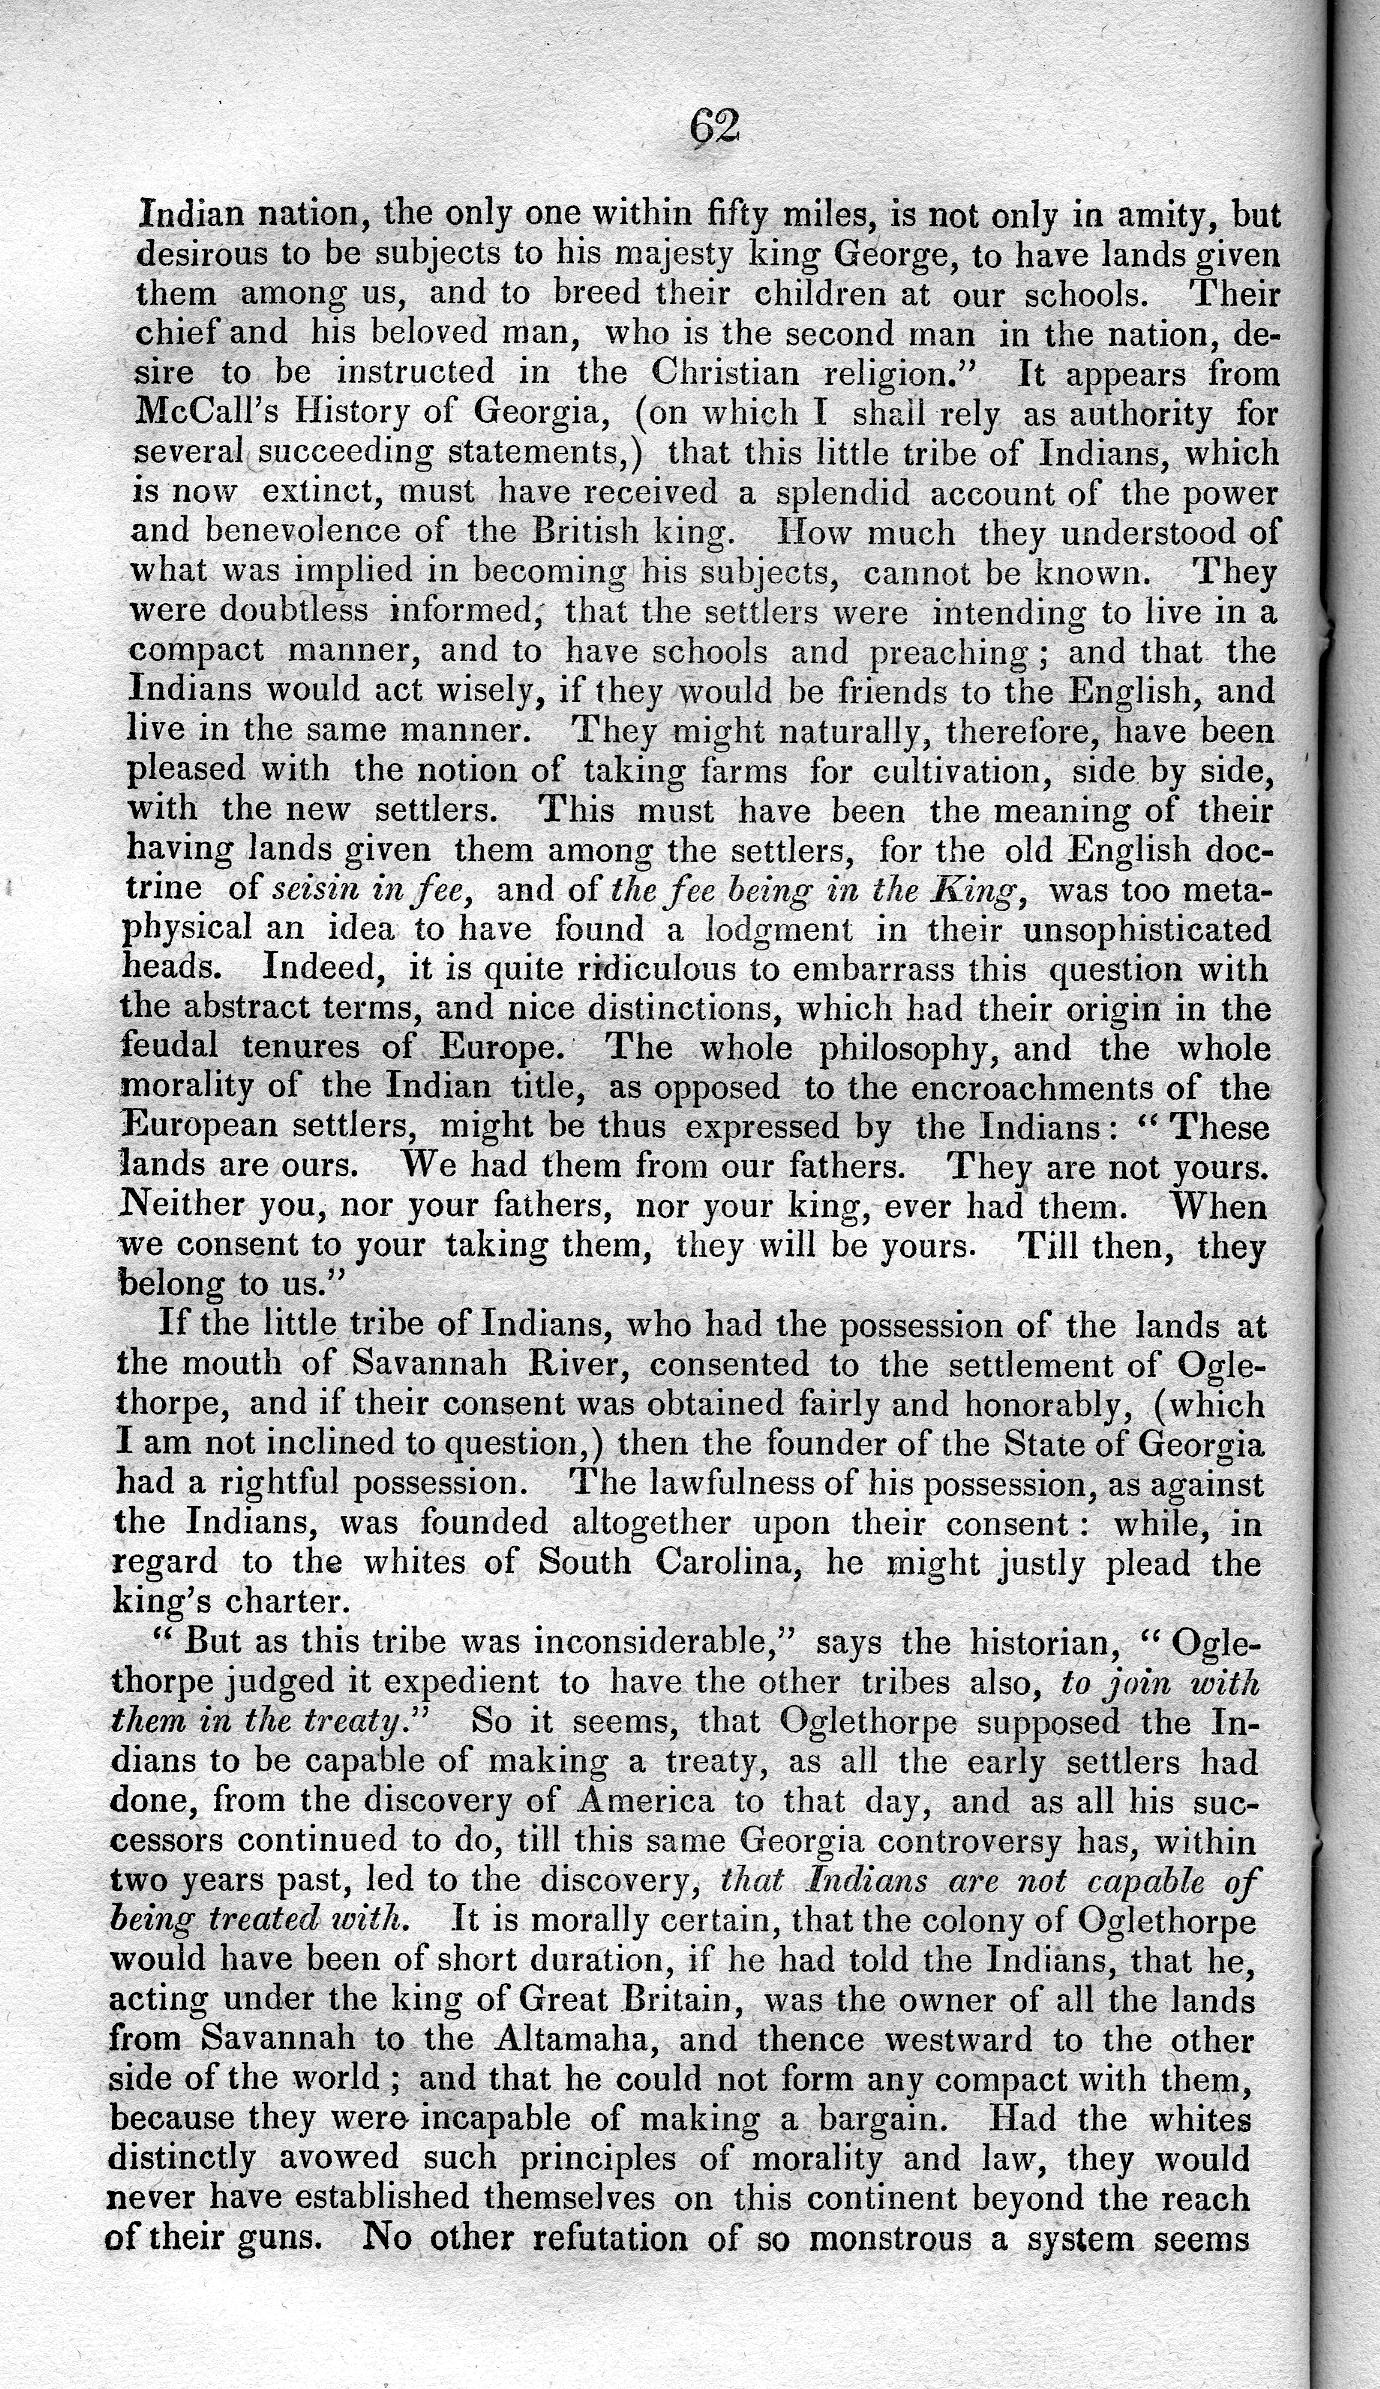 62
Indian nation, the only one within fifty miles, is not only in amity, but
desirous to be subjects to his majesty king George, to have lands given
them among us, and to breed their children at our schools. Their
chief and his beloved man, who is the second man in the nation, de-
sire to be instructed in the Christian religion.” It appears from
McCall’s History of Georgia, (on which I shall rely as authority for
several succeeding statements,) that this little tribe of Indians, which
is now extinct, must have received a splendid account of the power
and benevolence of the British king. How much they understood of
what was implied in becoming his subjects, cannot be known. They
were doubtless informed, that the settlers were intending to live in a
compact manner, and to have schools and preaching; and that the
Indians would act wisely, if they would be friends to the English, and
live in the same manner. They might naturally, therefore, have been
pleased with the notion of taking farms for cultivation, side by side,
with the new settlers. This must have been the meaning of their
having lands given them among the settlers, for the old English doc-
trine of seisin in fee, and of the fee being in the King, was too meta-
physical an idea to have found a lodgment in their unsophisticated
heads. Indeed, it is quite ridiculous to embarrass this question with
the abstract terms, and nice distinctions, which had their origin in the
feudal tenures of Europe. The whole philosophy, and the whole
morality of the Indian title, as opposed to the encroachments of the
European settlers, might be thus expressed by the Indians: “These
lands are ours. We had them from our fathers. They are not yours.
Neither you, nor your fathers, nor your king, ever had them. When
we consent to your taking them, they will be yours. Till then, they
belong to us.”
If the little tribe of Indians, who had the possession of the lands at
the mouth of Savannah River, consented to the settlement of Ogle-
thorpe, and if their consent was obtained fairly and honorably, (which
I am not inclined to question,) then the founder of the State of Georgia
had a rightful possession. The lawfulness of his possession, as against
the Indians, was founded altogether upon their consent: while, in
regard to the whites of South Carolina, he might justly plead the
king’s charter.
“But as this tribe was inconsiderable,” says the historian, “Ogle-
thorpe judged it expedient to have the other tribes also, to join with
them in the treaty.” So it seems, that Oglethorpe supposed the In-
dians to be capable of making a treaty, as all the early settlers had
done, from the discovery of America to that day, and as all his suc-
cessors continued to do, till this same Georgia controversy has, within
two years past, led to the discovery, that Indians are not capable of
being treated with. It is morally certain, that the colony of Oglethorpe
would have been of short duration, if he had told the Indians, that he,
acting under the king of Great Britain, was the owner of all the lands
from Savannah to the Altamaha, and thence westward to the other
side of the world; and that he could not form any compact with them,
because they were incapable of making a bargain. Had the whites
distinctly avowed such principles of morality and law, they would
never have established themselves on this continent beyond the reach
of their guns. No other refutation of so monstrous a system seems